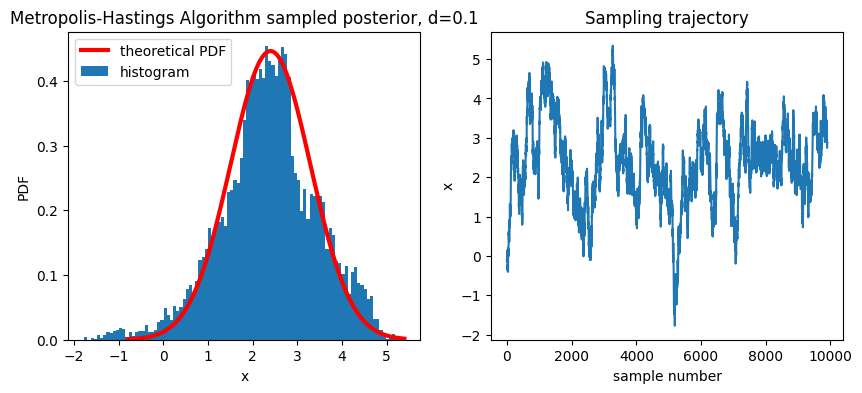 Metropolis-Hastings Algorithm sampled posterior, d=0.1
theoretical PDF
histogram
PDF
0.4
0.3
0.2
0.1
0.0
−2 −1 0 1 2 3 4 5
x
Sampling trajectory
x
5
4
3
2
1
0
−1
−2
0 2000 4000 6000 8000 10000
sample number